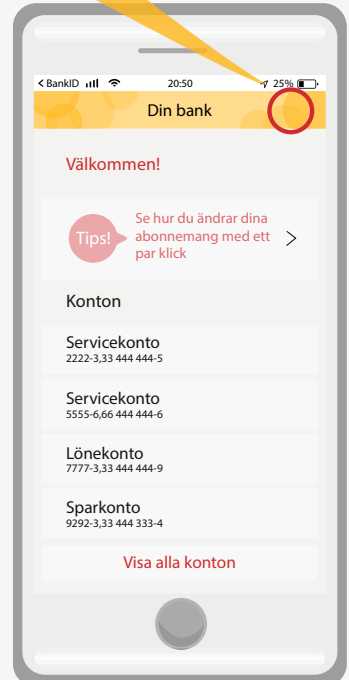 < BankID 20:50 25%
Din bank
Välkommen!
Tips!
Se hur du ändrar dina
abonnemang med ett
par klick
Konton
Servicekonto
2222-3,33 444 444-5
Servicekonto
5555-6,66 444 444-6
Lönekonto
7777-3,33 444 444-9
Sparkonto
9292-3,33 444 333-4
Visa alla konton